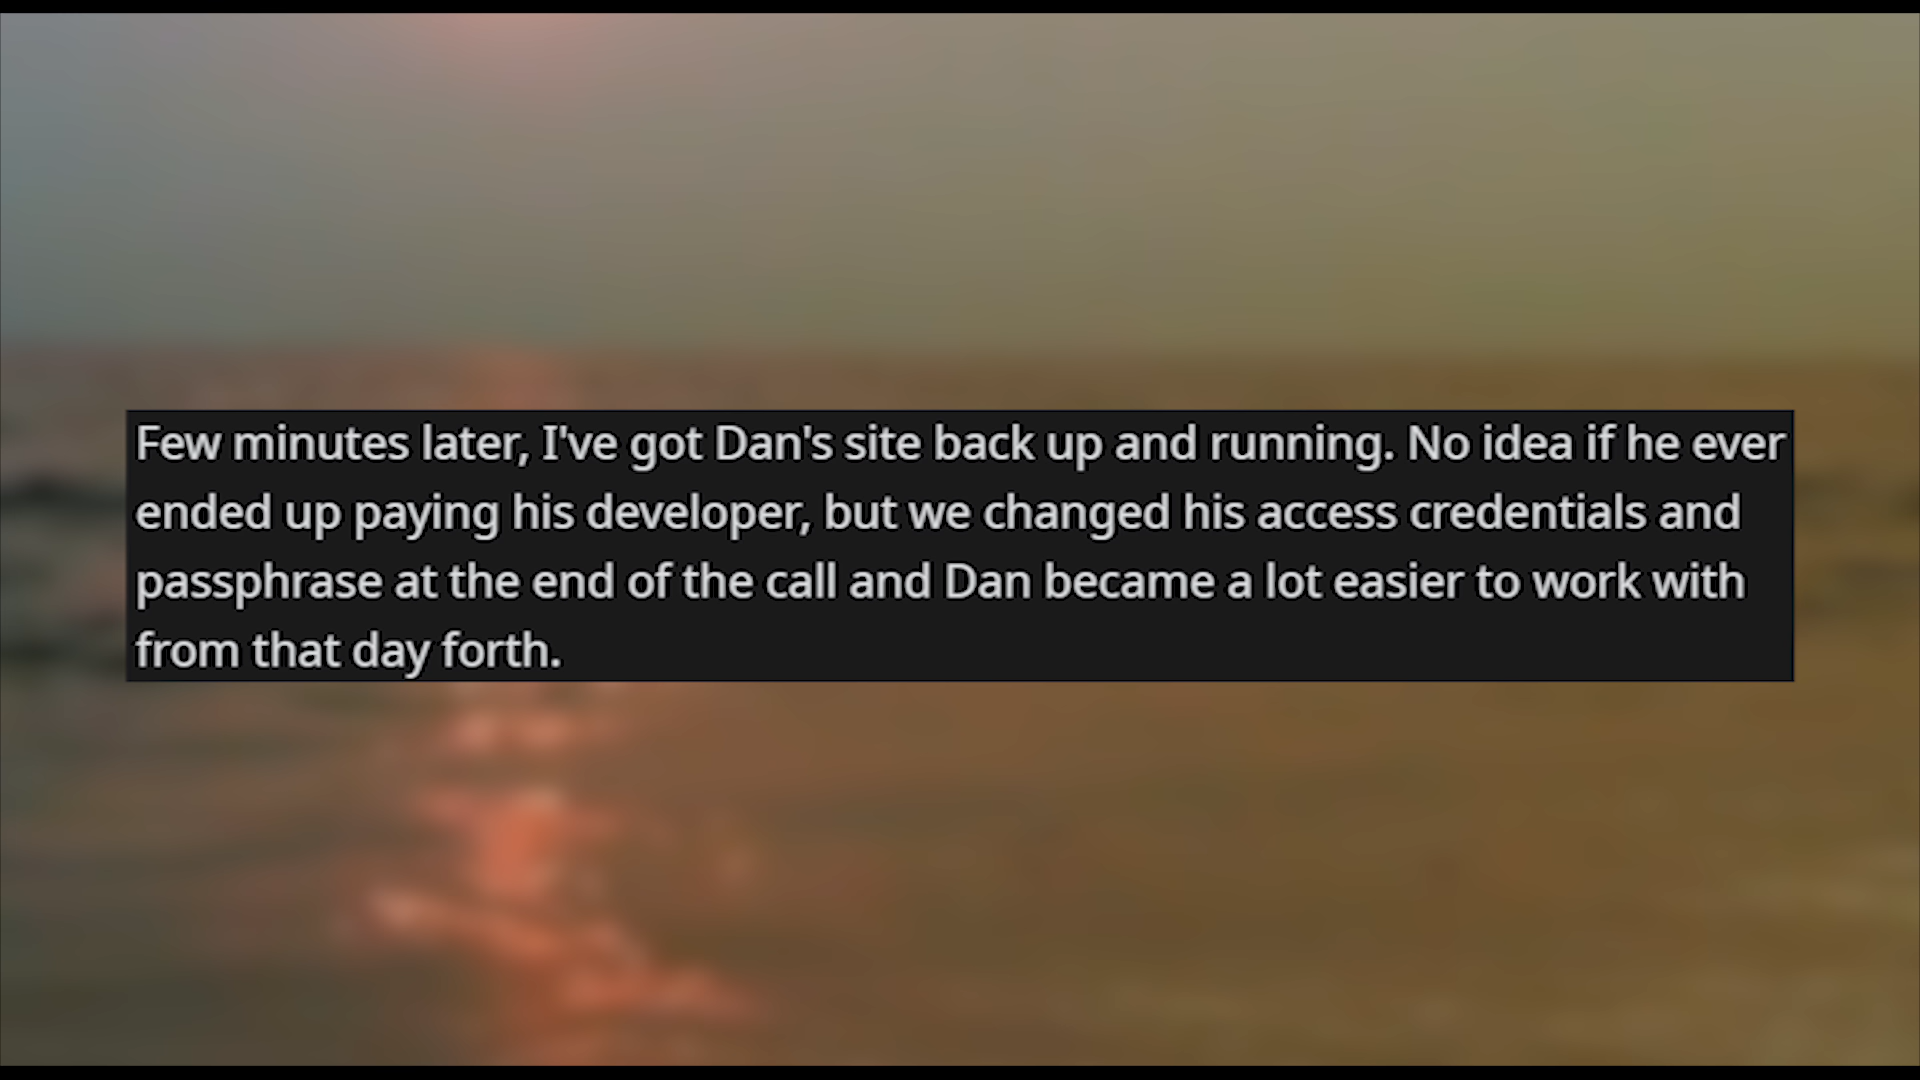 Few minutes later, I've got Dan's site back up and running. No idea if he ever
ended up paying his developer, but we changed his access credentials and
passphrase at the end of the call and Dan became a lot easier to work with
from that day forth.